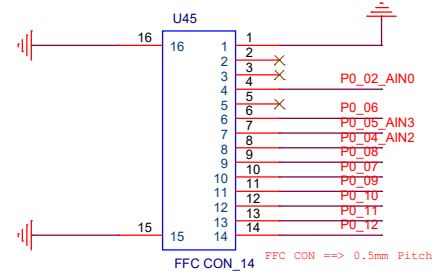 U45
16 16 1 1
2 2
3 3
4 4 P0_02_AIN0
5 5
6 6 P0_06
7 7 P0_05_AIN3
8 8 P0_04_AIN2
9 9 P0_08
10 10 P0_07
11 11 P0_09
12 12 P0_10
13 13 P0_11
15 15 14 14 P0_12
FFC CON_14
FFC CON ==> 0.5mm Pitch